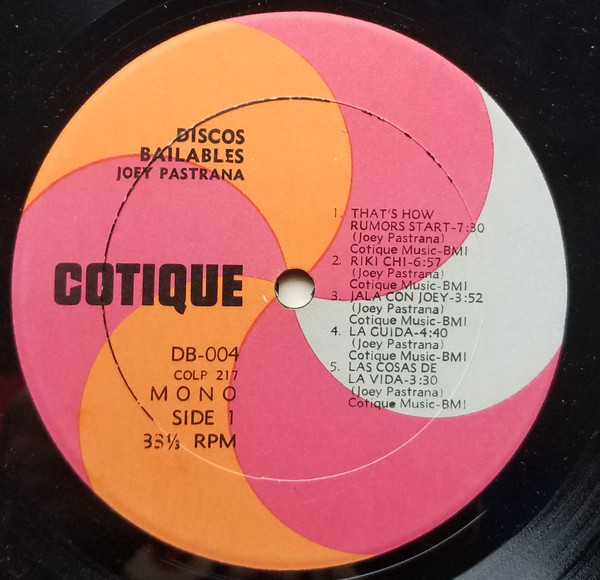 DISCOS
BAILABLES
JOEY PASTRANA
COTIQUE
DB-004
COLP 217
MONO
SIDE 1
33⅓ RPM
1. THAT'S HOW
RUMORS START-7:30
(Joey Pastrana)
Cotique Music-BMI
2. RIKI CHI-6:57
(Joey Pastrana)
Cotique Music-BMI
3. JALA CON JOEY-3:52
(Joey Pastrana)
Cotique Music-BMI
4. LA GUIDA-4:40
(Joey Pastrana)
Cotique Music-BMI
5. LAS COSAS DE
LA VIDA-3:30
(Joey Pastrana)
Cotique Music-BMI